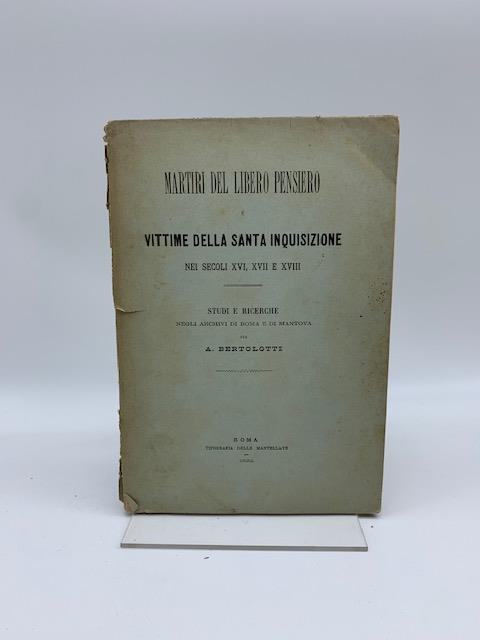 MARTIRI DEL LIBERO PENSIERO
E
VITTIME DELLA SANTA INQUISIZIONE
NEI SECOLI XVI, XVII E XVIII
STUDI E RICERCHE
NEGLI ARCHIVI DI ROMA E DI MANTOVA
PER
A. BERTOLOTTI
ROMA
TIPOGRAFIA DELLE MANTELLATE